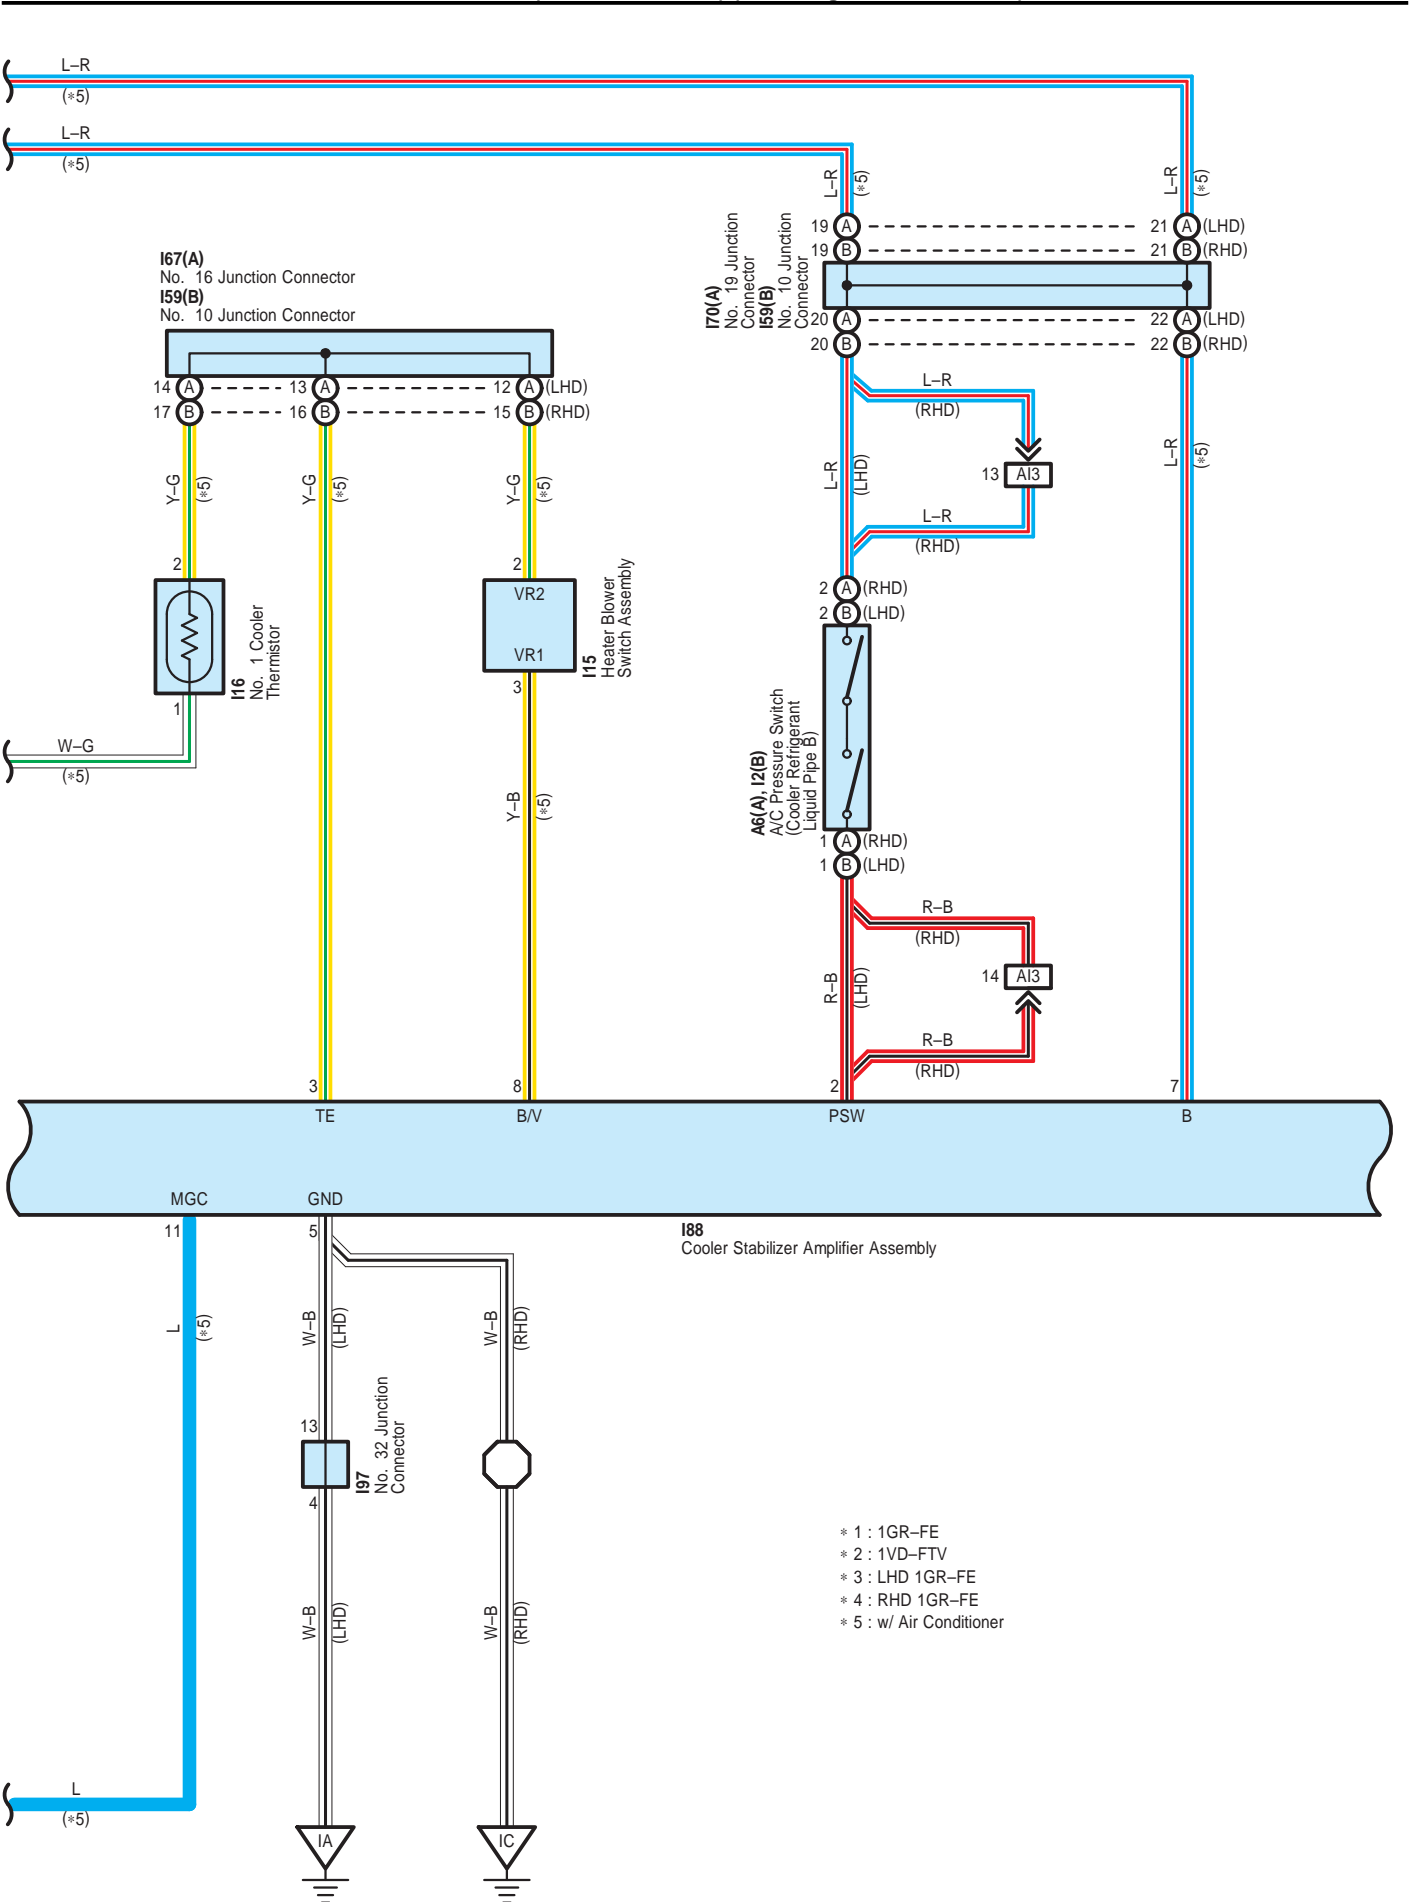 L–R
(∗5)
L–R
(∗5)
L–R
(∗5)
L–R
(∗5)
19 A
21 A (LHD)
19 B
21 B (RHD)
I70(A)
No. 19 Junction
Connector
I59(B)
No. 10 Junction
Connector
20 A
22 A (LHD)
20 B
22 B (RHD)
I67(A)
No. 16 Junction Connector
I59(B)
No. 10 Junction Connector
14 A
13 A
12 A (LHD)
17 B
16 B
15 B (RHD)
L–R
(RHD)
Y–G
(∗5)
Y–G
(∗5)
Y–G
(∗5)
L–R
(LHD)
13 AI3
L–R
(∗5)
L–R
(RHD)
2
2
VR2
VR1
3
I16
No. 1 Cooler
Thermistor
1
I15
Heater Blower
Switch Assembly
2 A (RHD)
2 B (LHD)
A6(A), I2(B)
A/C Pressure Switch
(Cooler Refrigerant
Liquid Pipe B)
W–G
(∗5)
Y–B
(∗5)
1 A (RHD)
1 B (LHD)
R–B
(RHD)
R–B
(LHD)
14 AI3
R–B
(RHD)
3
8
2
7
TE
B/V
PSW
B
MGC
GND
11
5
I88
Cooler Stabilizer Amplifier Assembly
L
(∗5)
W–B
(LHD)
W–B
(RHD)
13
4
I97
No. 32 Junction
Connector
W–B
(LHD)
W–B
(RHD)
∗ 1 : 1GR–FE
∗ 2 : 1VD–FTV
∗ 3 : LHD 1GR–FE
∗ 4 : RHD 1GR–FE
∗ 5 : w/ Air Conditioner
L
(∗5)
IA
IC